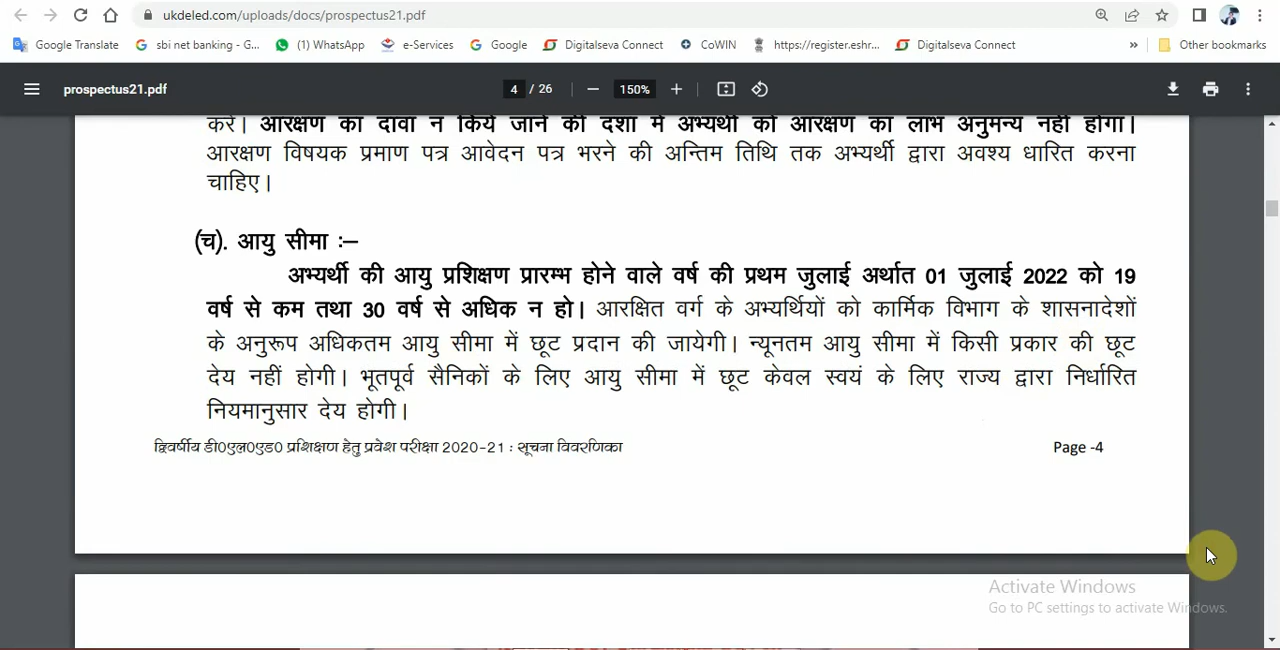 ukdeled.com/uploads/docs/prospectus21.pdf
Google Translate sbi net banking - G... (1) WhatsApp e-Services Google Digitalseva Connect CoWIN https://register.eshr... Digitalseva Connect » Other bookmarks
prospectus21.pdf 4 / 26 150%
करें। आरक्षण का दावा न किये जाने की दशा में अभ्यर्थी को आरक्षण का लाभ अनुमन्य नहीं होगा।
आरक्षण विषयक प्रमाण पत्र आवेदन पत्र भरने की अन्तिम तिथि तक अभ्यर्थी द्वारा अवश्य धारित करना
चाहिए।
(च). आयु सीमा :–
अभ्यर्थी की आयु प्रशिक्षण प्रारम्भ होने वाले वर्ष की प्रथम जुलाई अर्थात 01 जुलाई 2022 को 19
वर्ष से कम तथा 30 वर्ष से अधिक न हो। आरक्षित वर्ग के अभ्यर्थियों को कार्मिक विभाग के शासनादेशों
के अनुरूप अधिकतम आयु सीमा में छूट प्रदान की जायेगी। न्यूनतम आयु सीमा में किसी प्रकार की छूट
देय नहीं होगी। भूतपूर्व सैनिकों के लिए आयु सीमा में छूट केवल स्वयं के लिए राज्य द्वारा निर्धारित
नियमानुसार देय होगी।
द्विवर्षीय डी0एल0एड0 प्रशिक्षण हेतु प्रवेश परीक्षा 2020-21 : सूचना विवरणिका Page -4
Activate Windows
Go to PC settings to activate Windows.